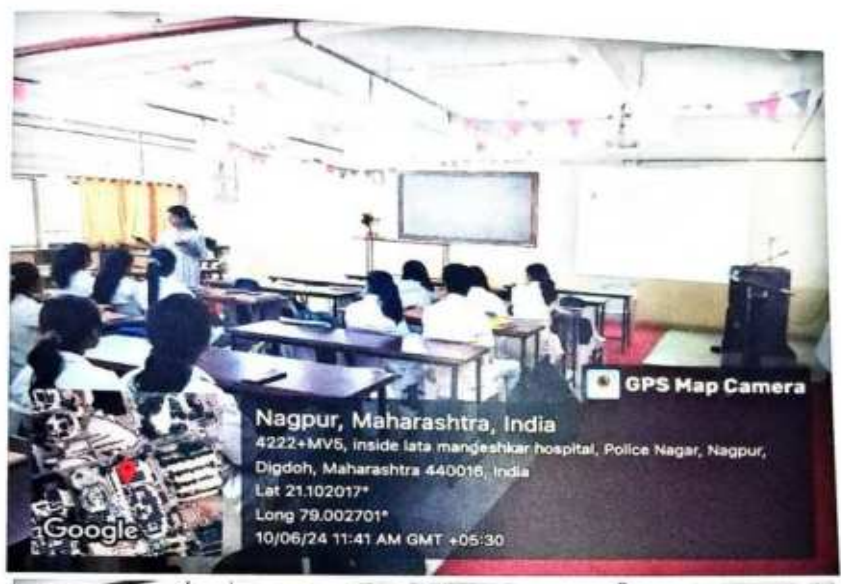 GPS Map Camera
Nagpur, Maharashtra, India
4222+MV5, inside lata mangeshkar hospital, Police Nagar, Nagpur,
Digdoh, Maharashtra 440016, India
Lat 21.102017°
Long 79.002701°
10/06/24 11:41 AM GMT +05:30
Google